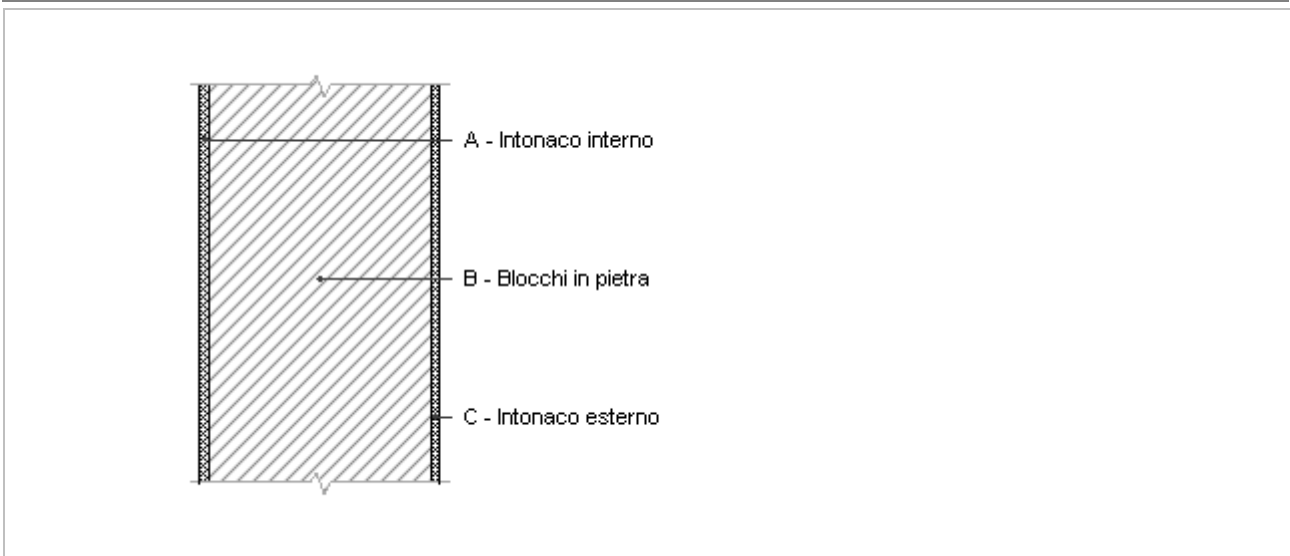 A - Intonaco interno
B - Blocchi in pietra
C - Intonaco esterno